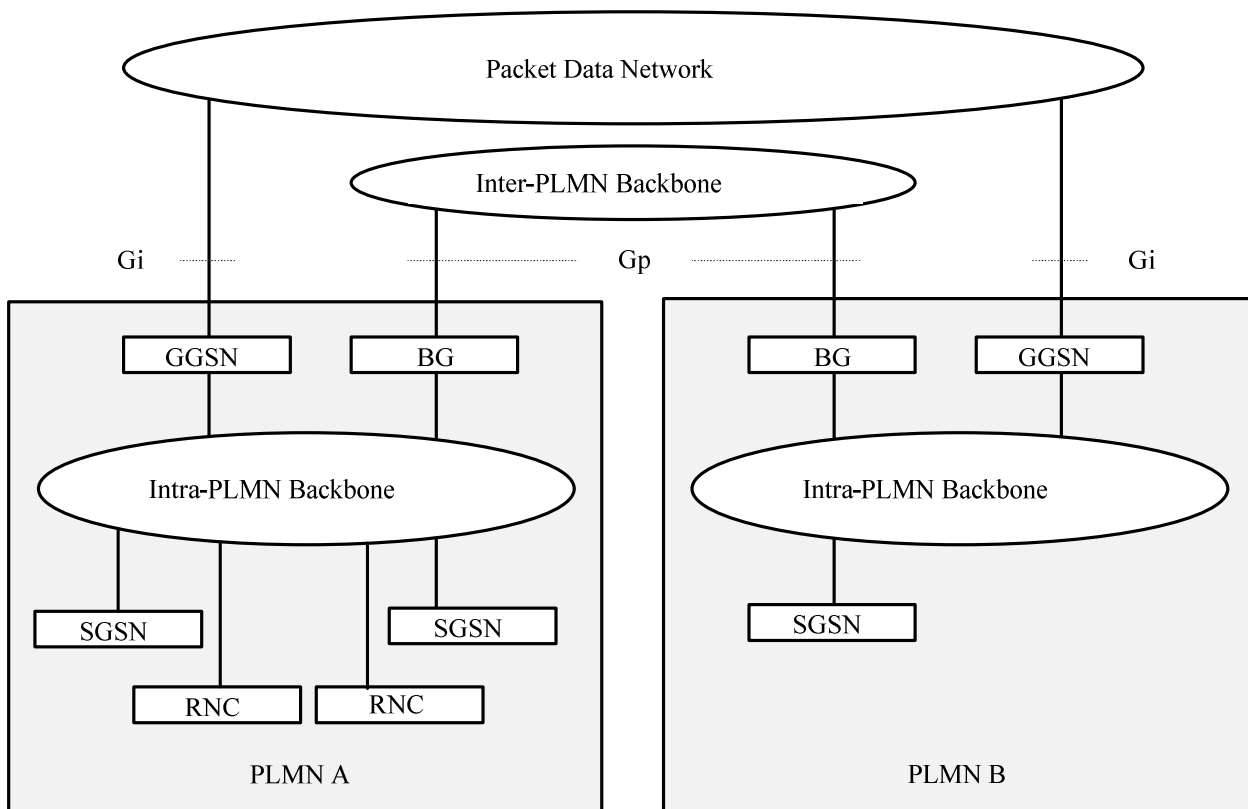 Packet Data Network
Inter-PLMN Backbone
Gi
Gp
Gi
GGSN
BG
BG
GGSN
Intra-PLMN Backbone
Intra-PLMN Backbone
SGSN
SGSN
SGSN
RNC
RNC
PLMN A
PLMN B